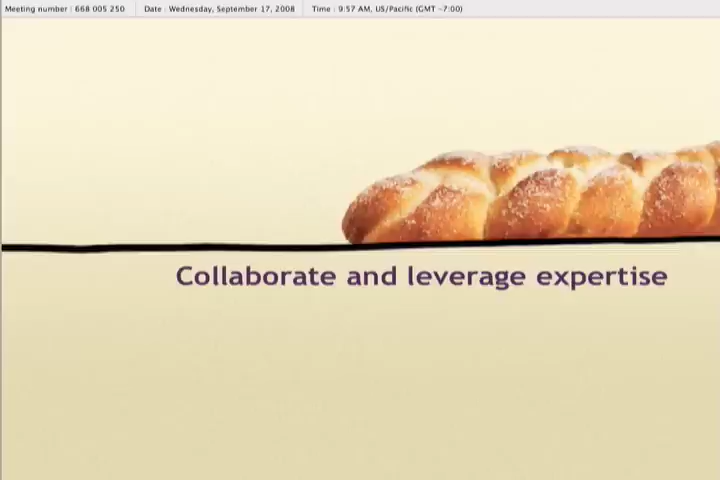 Meeting number : 668 005 250 Date : Wednesday, September 17, 2008 Time : 9:57 AM, US/Pacific (GMT -7:00)
Collaborate and leverage expertise